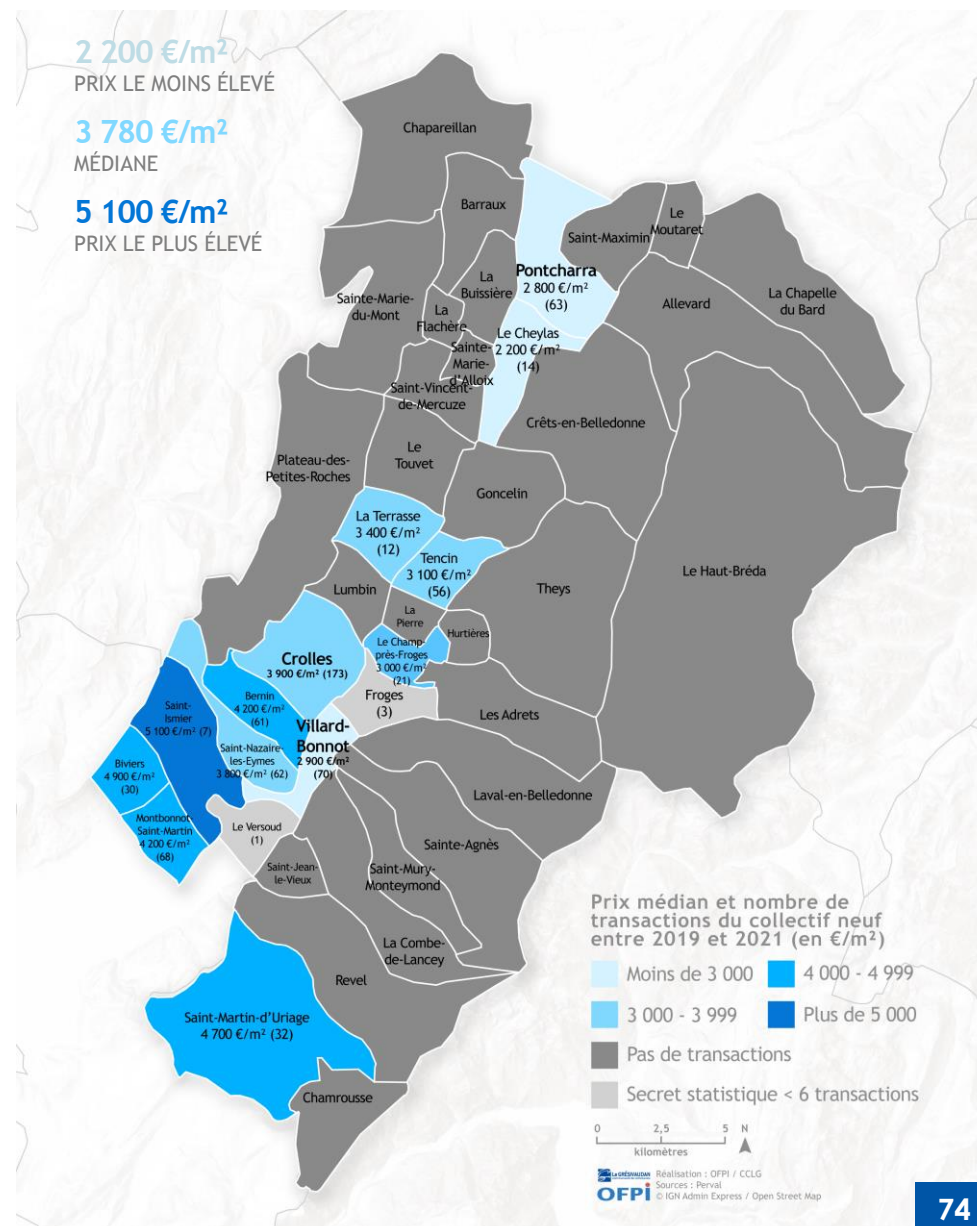 2 200 €/m²
PRIX LE MOINS ÉLEVÉ
3 780 €/m²
MÉDIANE
5 100 €/m²
PRIX LE PLUS ÉLEVÉ
Chapareillan
Barraux
Le
Moutaret
Saint-Maximin
Pontcharra
2 800 €/m²
(63)
La
Buissière
Allevard
La Chapelle
du Bard
Sainte-Marie-
du-Mont
La
Flachère
Le Cheylas
2 200 €/m²
(14)
Sainte-
Marie-
d'Alloix
Saint-Vincent-
de-Mercuze
Crêts-en-Belledonne
Le
Touvet
Plateau-des-
Petites-Roches
Goncelin
La Terrasse
3 400 €/m²
(12)
Tencin
3 100 €/m²
(56)
Le Haut-Bréda
Theys
Lumbin
La
Pierre
Hurtières
Le Champ-
près-Froges
3 000 €/m²
(21)
Crolles
3 900 €/m² (173)
Froges
(3)
Bernin
4 200 €/m²
(61)
Les Adrets
Saint-
Ismier
5 100 €/m² (7)
Villard-
Bonnot
2 900 €/m²
(70)
Saint-Nazaire-
les-Eymes
3 800 €/m² (62)
Biviers
4 900 €/m²
(30)
Laval-en-Belledonne
Montbonnot-
Saint-Martin
4 200 €/m²
(68)
Le Versoud
(1)
Sainte-Agnès
Saint-Jean-
le-Vieux
Saint-Mury-
Monteymond
La Combe-
de-Lancey
Revel
Saint-Martin-d'Uriage
4 700 €/m² (32)
Chamrousse
Prix médian et nombre de
transactions du collectif neuf
entre 2019 et 2021 (en €/m²)
Moins de 3 000
4 000 - 4 999
3 000 - 3 999
Plus de 5 000
Pas de transactions
Secret statistique < 6 transactions
0 2,5 5 N
kilomètres
LE GRÉSIVAUDAN
OFPI
Réalisation : OFPI / CCLG
Sources : Perval
© IGN Admin Express / Open Street Map
74